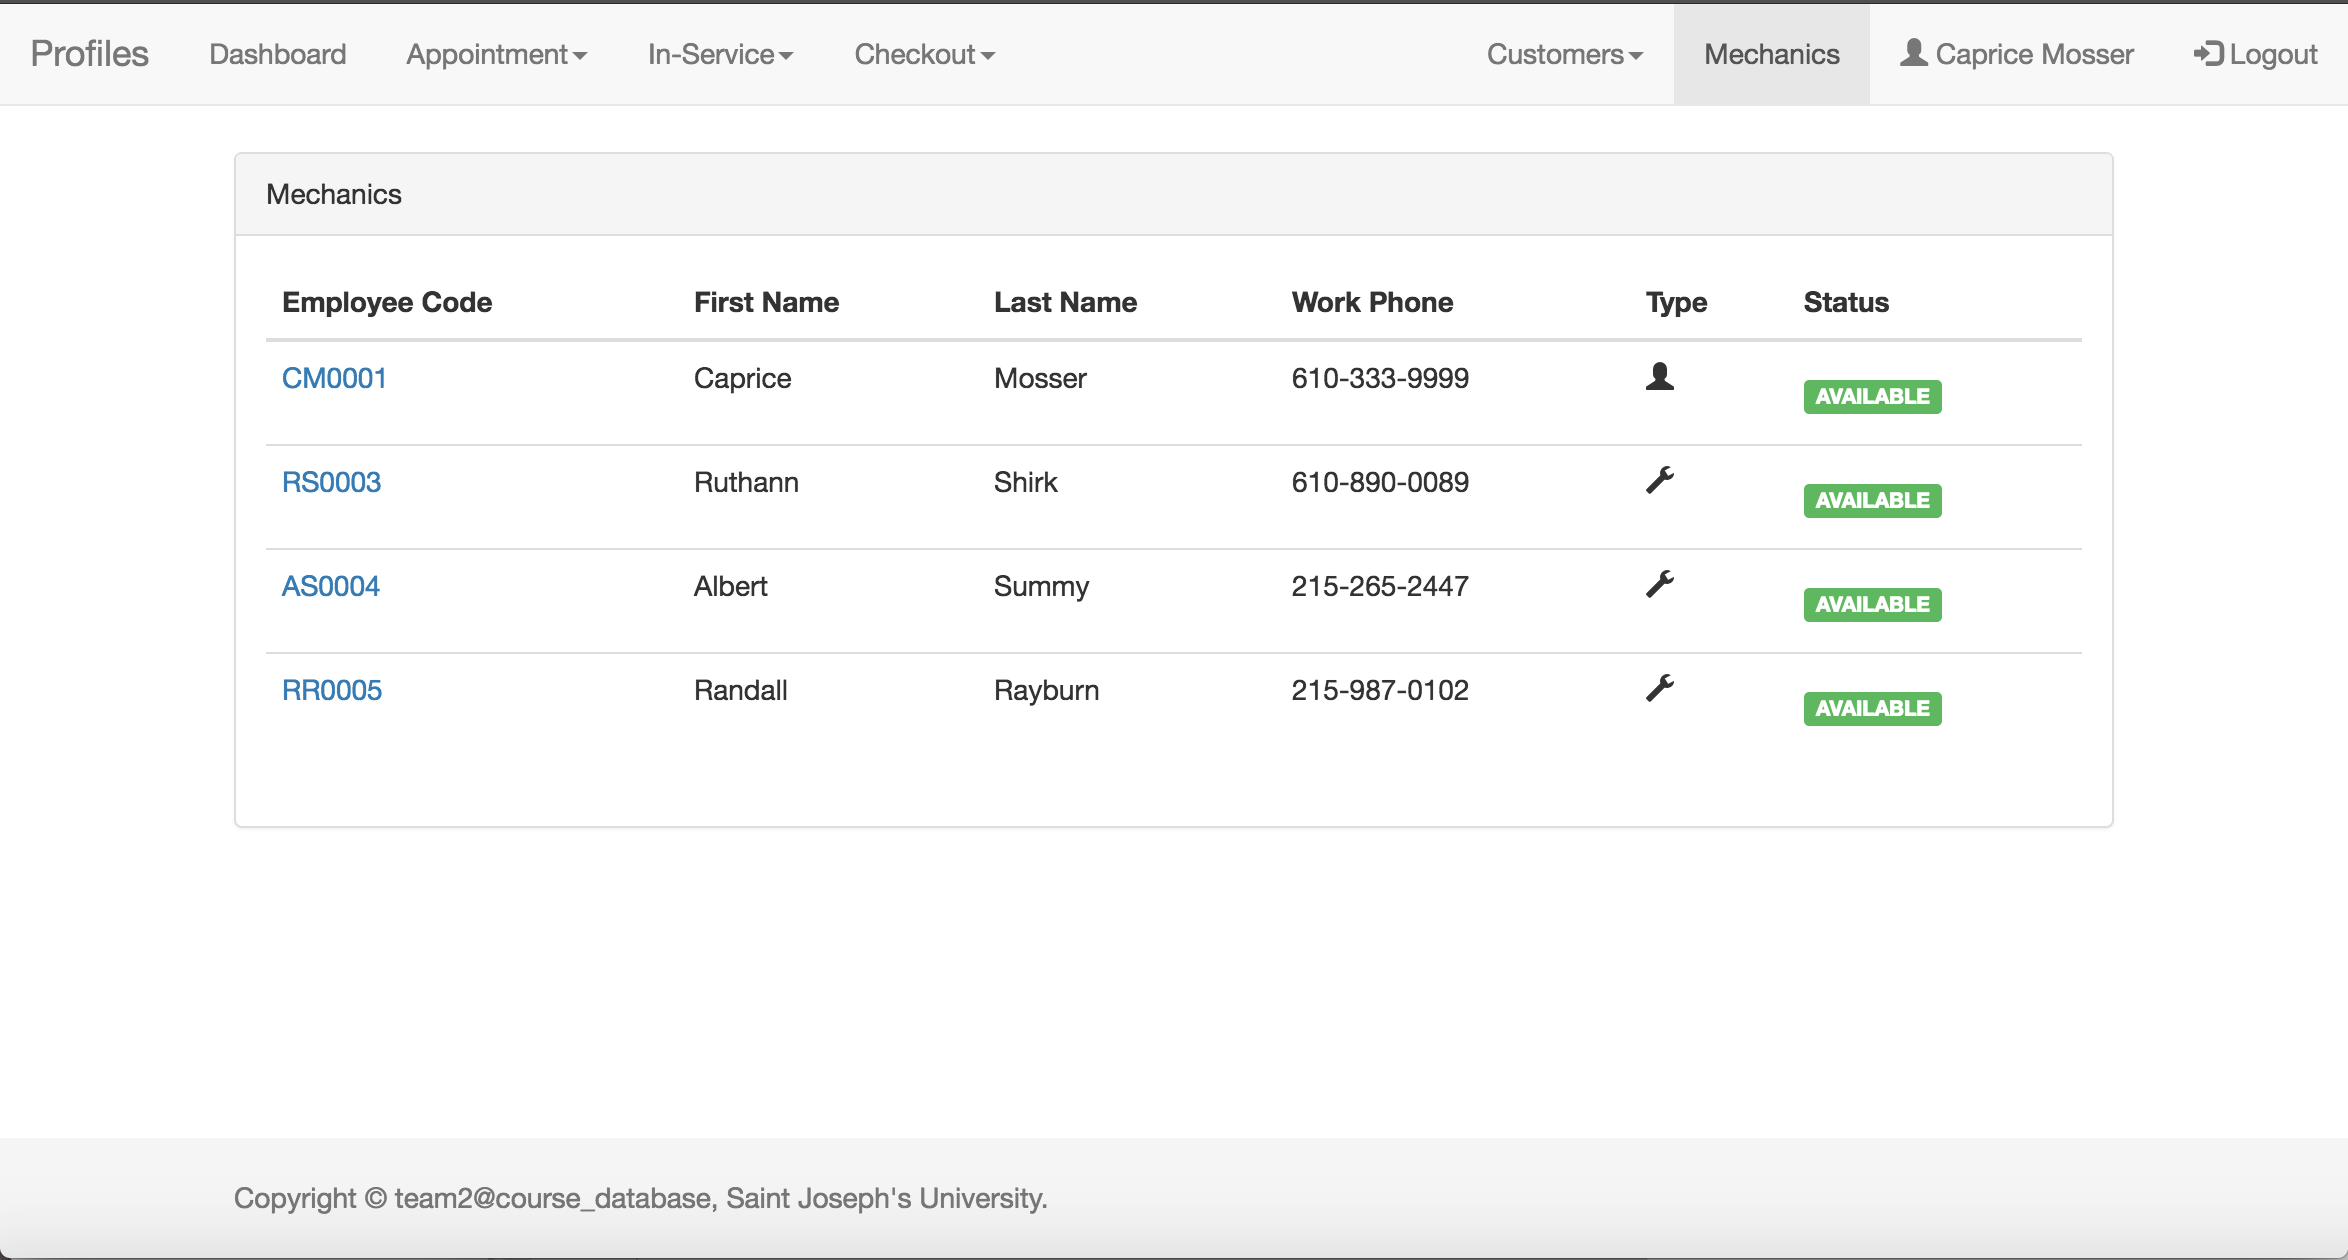 Profiles Dashboard Appointment In-Service Checkout Customers Mechanics Caprice Mosser Logout
Mechanics
Employee Code First Name Last Name Work Phone Type Status
CM0001 Caprice Mosser 610-333-9999 AVAILABLE
RS0003 Ruthann Shirk 610-890-0089 AVAILABLE
AS0004 Albert Summy 215-265-2447 AVAILABLE
RR0005 Randall Rayburn 215-987-0102 AVAILABLE
Copyright © team2@course_database, Saint Joseph's University.